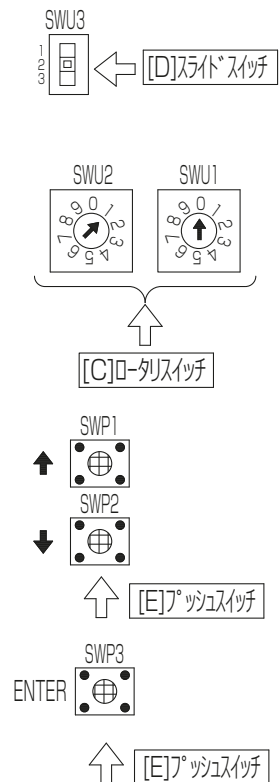 SWU3
1
2
3
[D]スライドスイッチ
SWU2 SWU1
0 1 2 3 4 5 6 7 8 9 0 1 2 3 4 5 6 7 8 9
[C]ロータリスイッチ
SWP1
SWP2
[E]プッシュスイッチ
SWP3
ENTER
[E]プッシュスイッチ